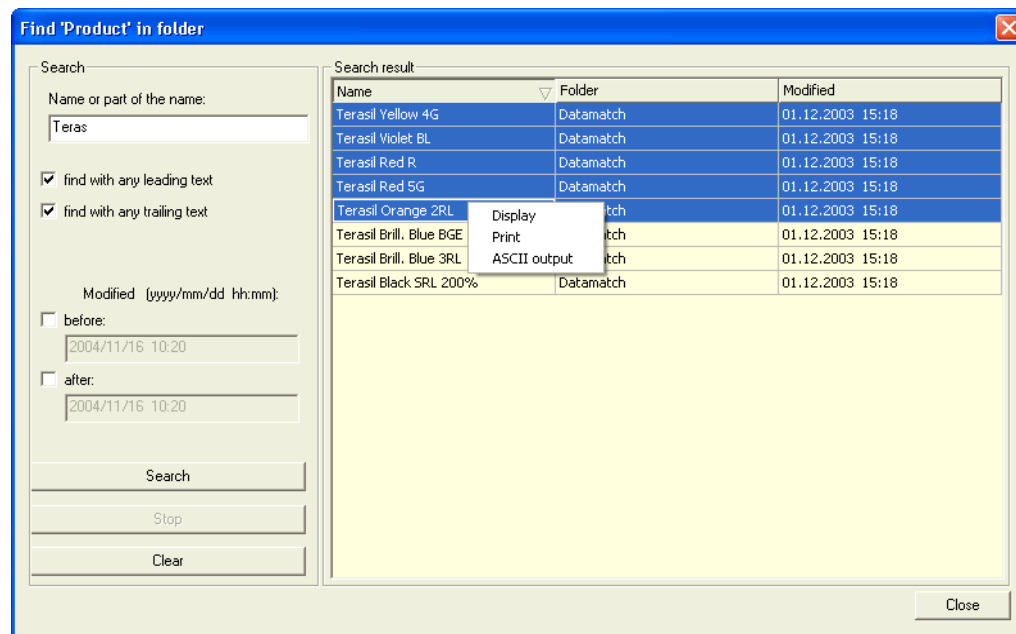 Find 'Product' in folder
Search
Name or part of the name:
Teras
find with any leading text
find with any trailing text
Modified (yyyy/mm/dd hh:mm):
before:
2004/11/16 10:20
after:
2004/11/16 10:20
Search
Stop
Clear
Search result
Name Folder Modified
Terasil Yellow 4G Datamatch 01.12.2003 15:18
Terasil Violet BL Datamatch 01.12.2003 15:18
Terasil Red R Datamatch 01.12.2003 15:18
Terasil Red 5G Datamatch 01.12.2003 15:18
Terasil Orange 2RL tch 01.12.2003 15:18
Terasil Brill. Blue BGE tch 01.12.2003 15:18
Terasil Brill. Blue 3RL tch 01.12.2003 15:18
Terasil Black SRL 200% Datamatch 01.12.2003 15:18
Display
Print
ASCII output
Close